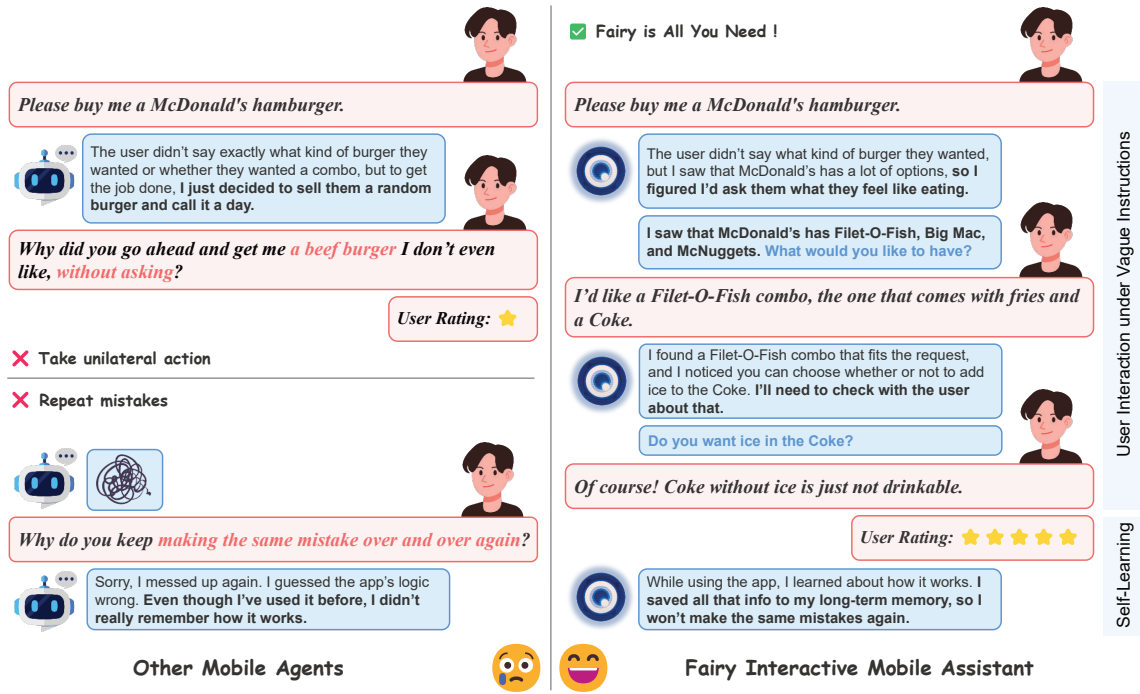 Please buy me a McDonald's hamburger.
The user didn't say exactly what kind of burger they
wanted or whether they wanted a combo, but to get
the job done, I just decided to sell them a random
burger and call it a day.
Why did you go ahead and get me a beef burger I don't even
like, without asking?
User Rating:
Take unilateral action
Repeat mistakes
Why do you keep making the same mistake over and over again?
Sorry, I messed up again. I guessed the app's logic
wrong. Even though I've used it before, I didn't
really remember how it works.
Other Mobile Agents
Fairy is All You Need !
Please buy me a McDonald's hamburger.
The user didn't say what kind of burger they wanted,
but I saw that McDonald's has a lot of options, so I
figured I'd ask them what they feel like eating.
I saw that McDonald's has Filet-O-Fish, Big Mac,
and McNuggets. What would you like to have?
I'd like a Filet-O-Fish combo, the one that comes with fries and
a Coke.
I found a Filet-O-Fish combo that fits the request,
and I noticed you can choose whether or not to add
ice to the Coke. I'll need to check with the user
about that.
Do you want ice in the Coke?
Of course! Coke without ice is just not drinkable.
User Rating:
While using the app, I learned about how it works. I
saved all that info to my long-term memory, so I
won't make the same mistakes again.
Fairy Interactive Mobile Assistant
User Interaction under Vague Instructions
Self-Learning